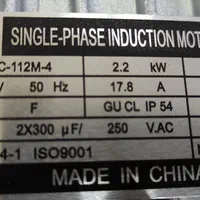 SINGLE-PHASE INDUCTION MOT
C-112M-4 2.2 kW
V 50 Hz 17.8 A
F GU CL IP 54
2X300 μF/ 250 V.AC
4-1 ISO9001
MADE IN CHINA